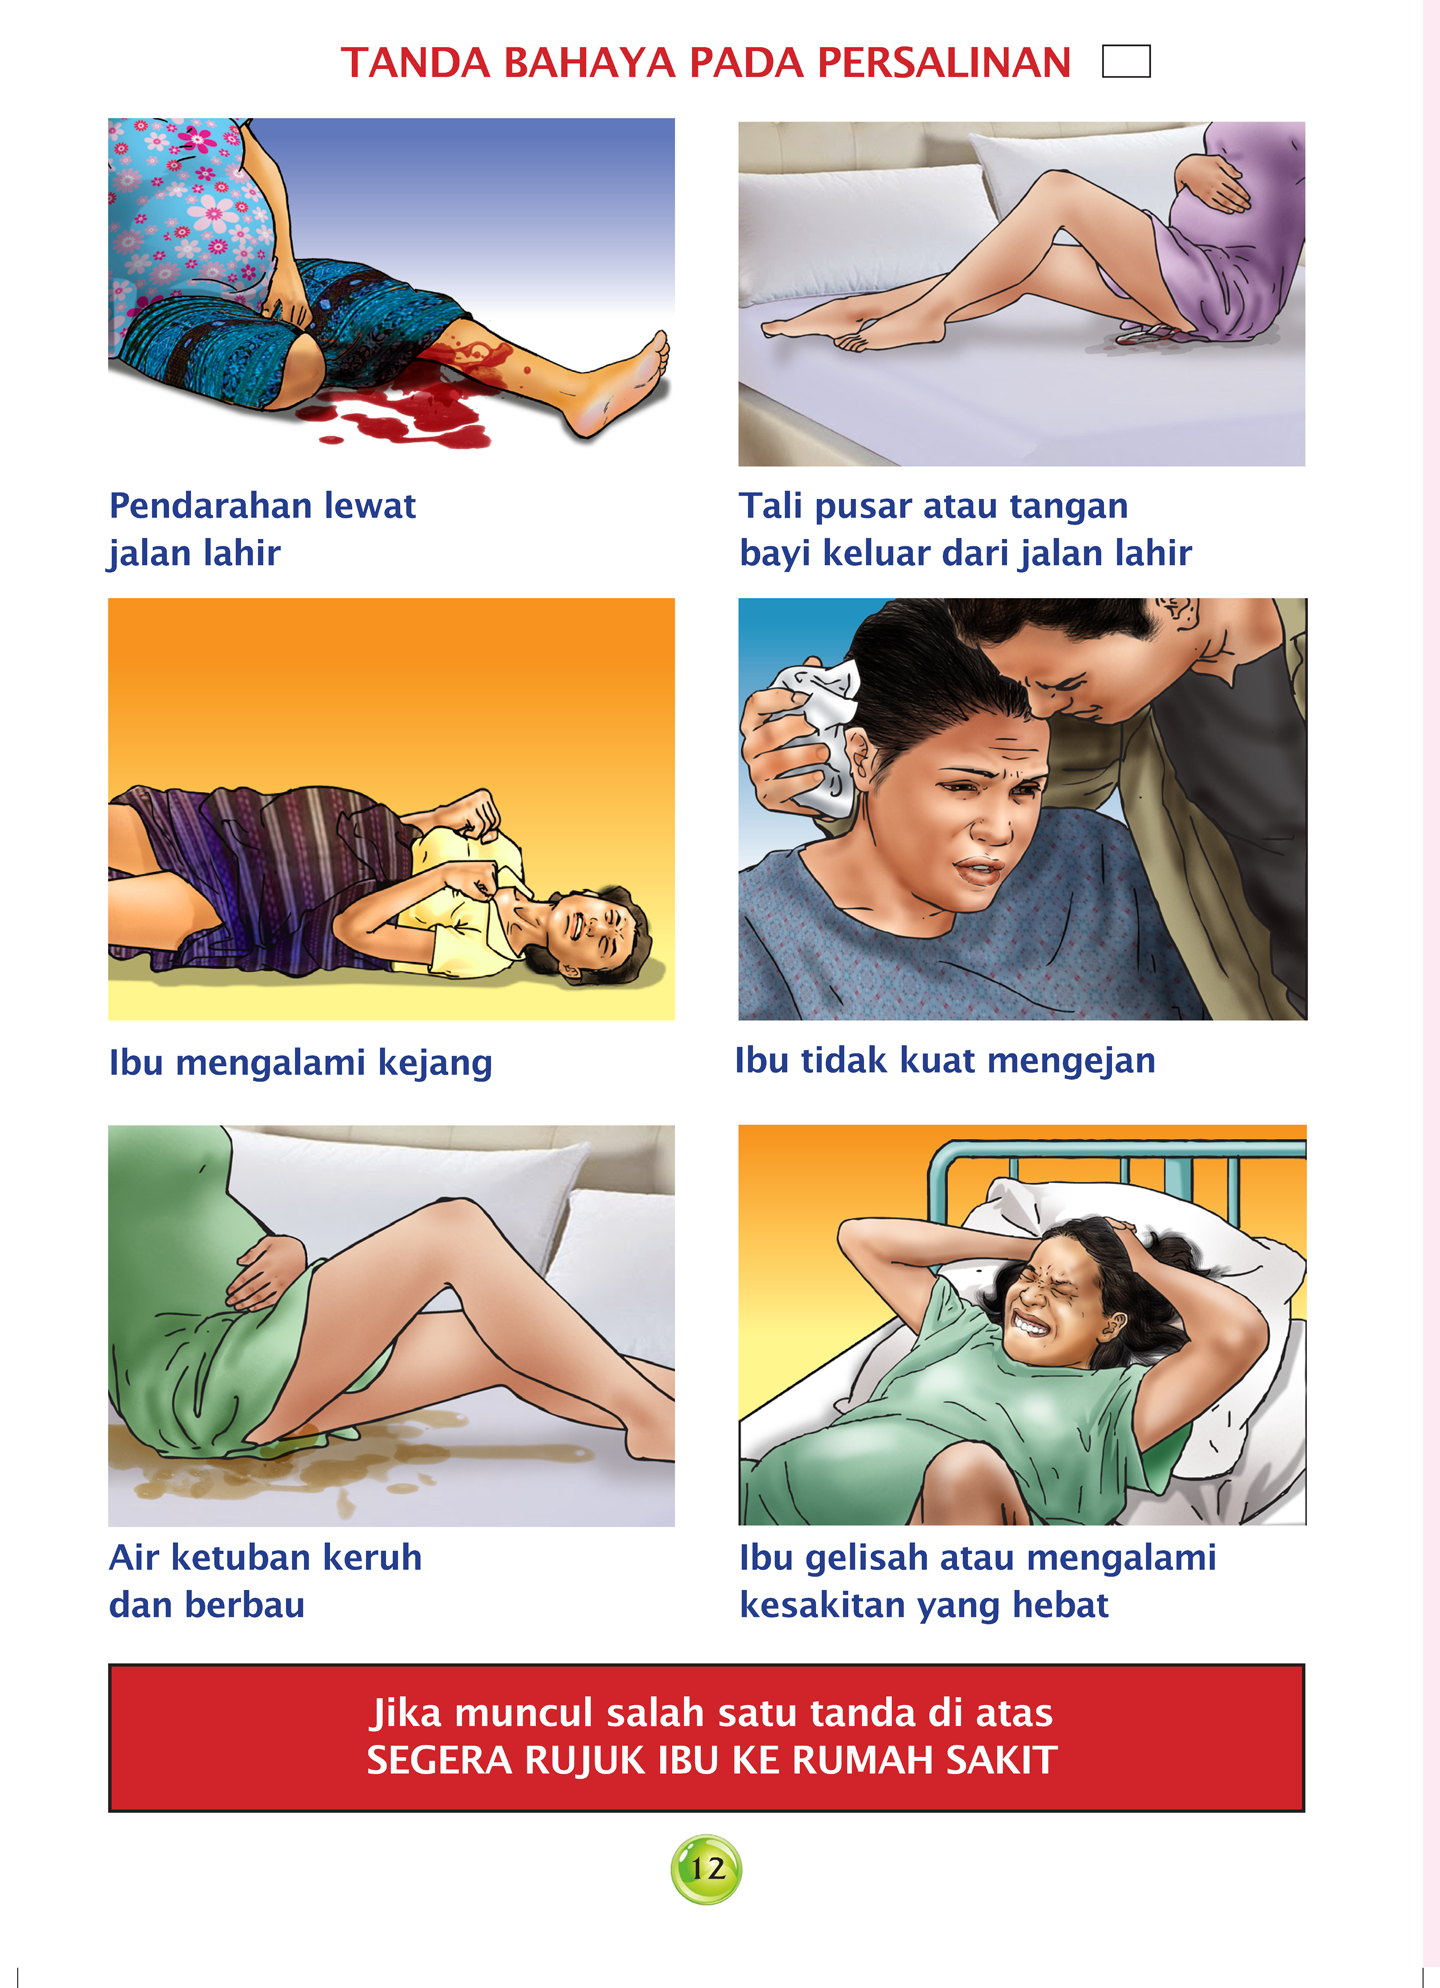 TANDA BAHAYA PADA PERSALINAN
Pendarahan lewat
jalan lahir
Tali pusar atau tangan
bayi keluar dari jalan lahir
Ibu mengalami kejang
Ibu tidak kuat mengejan
Air ketuban keruh
dan berbau
Ibu gelisah atau mengalami
kesakitan yang hebat
Jika muncul salah satu tanda di atas
SEGERA RUJUK IBU KE RUMAH SAKIT
12